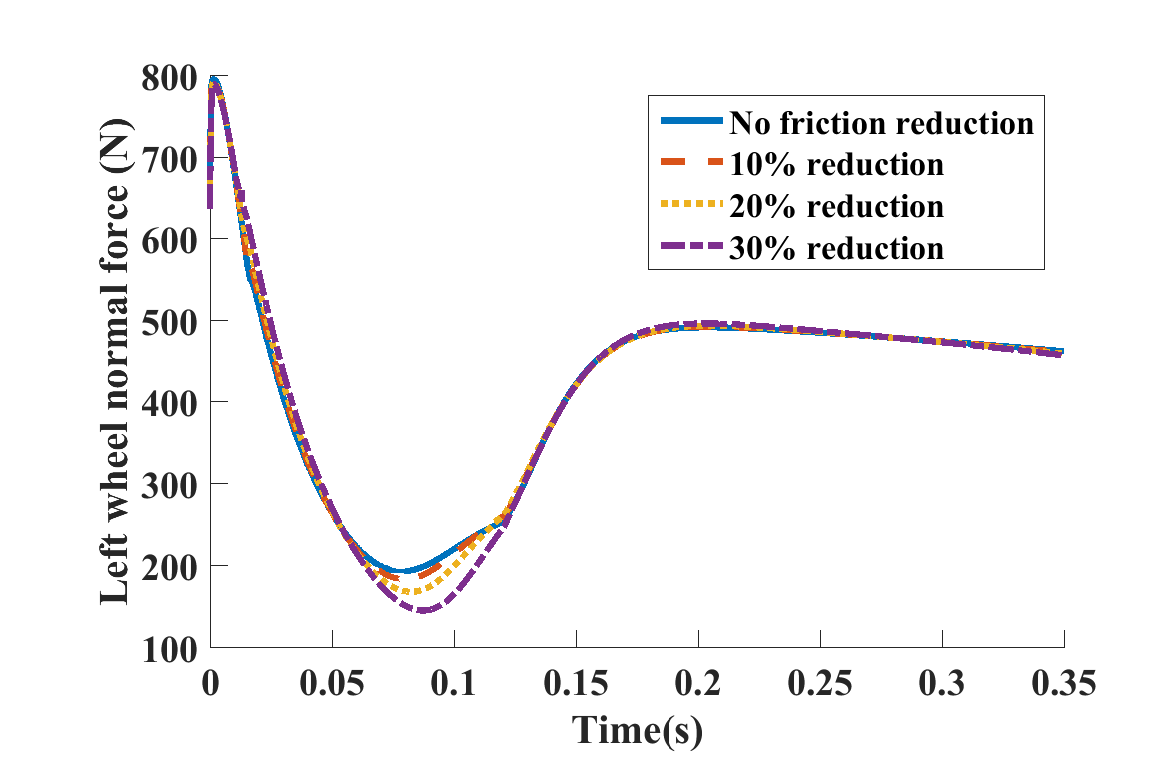 Left wheel normal force (N)
800
700
600
500
400
300
200
100
No friction reduction
10% reduction
20% reduction
30% reduction
0 0.05 0.1 0.15 0.2 0.25 0.3 0.35
Time(s)